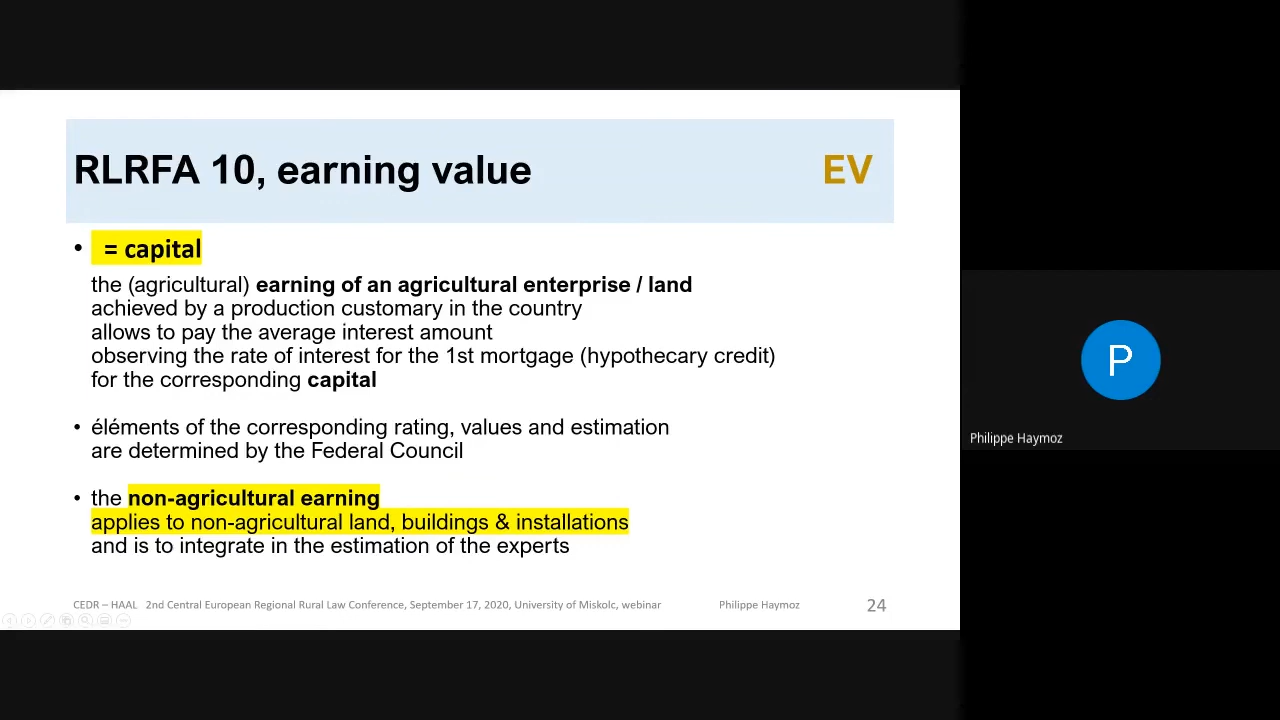 RLRFA 10, earning value EV
• = capital
the (agricultural) earning of an agricultural enterprise / land
achieved by a production customary in the country
allows to pay the average interest amount
observing the rate of interest for the 1st mortgage (hypothecary credit)
for the corresponding capital
• éléments of the corresponding rating, values and estimation
are determined by the Federal Council
• the non-agricultural earning
applies to non-agricultural land, buildings & installations
and is to integrate in the estimation of the experts
CEDR – HAAL 2nd Central European Regional Rural Law Conference, September 17, 2020, University of Miskolc, webinar Philippe Haymoz 24
P
Philippe Haymoz